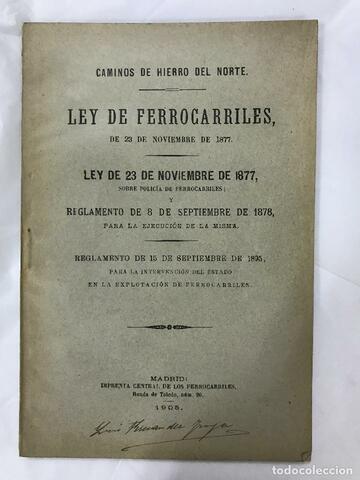 CAMINOS DE HIERRO DEL NORTE.
LEY DE FERROCARRILES,
DE 23 DE NOVIEMBRE DE 1877.
LEY DE 23 DE NOVIEMBRE DE 1877,
SOBRE POLICÍA DE FERROCARRILES;
Y
REGLAMENTO DE 8 DE SEPTIEMBRE DE 1878,
PARA LA EJECUCIÓN DE LA MISMA.
REGLAMENTO DE 15 DE SEPTIEMBRE DE 1895,
PARA LA INTERVENCIÓN DEL ESTADO
EN LA EXPLOTACIÓN DE FERROCARRILES.
MADRID:
IMPRENTA CENTRAL DE LOS FERROCARRILES,
Ronda de Toledo, núm. 20.
1905.
Luis Fernandez
todocoleccion